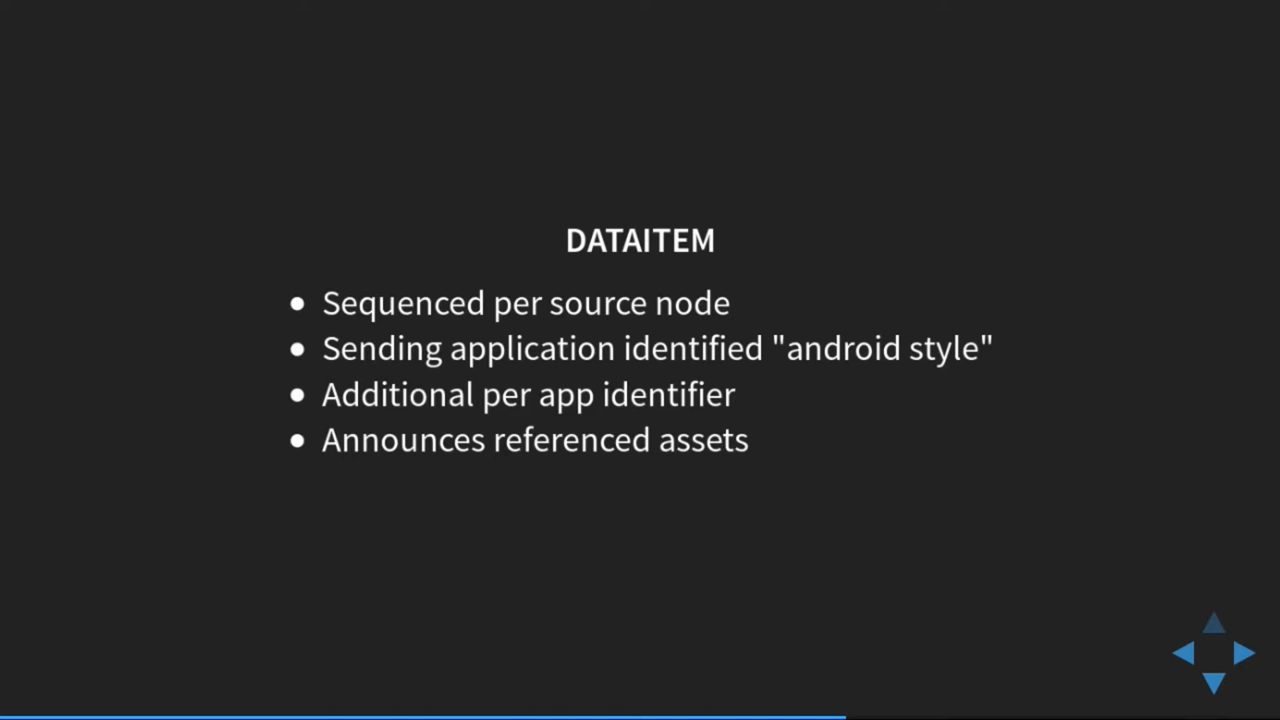 DATAITEM
• Sequenced per source node
• Sending application identified "android style"
• Additional per app identifier
• Announces referenced assets